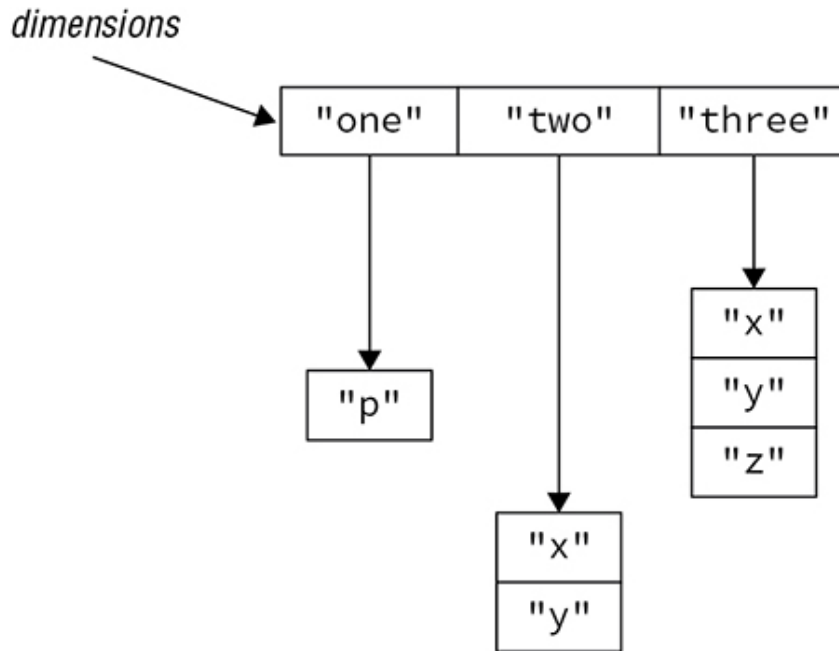 dimensions
"one" "two" "three"
"p"
"x"
"y"
"x"
"y"
"z"